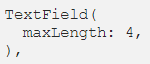 TextField(
  maxLength: 4,
),